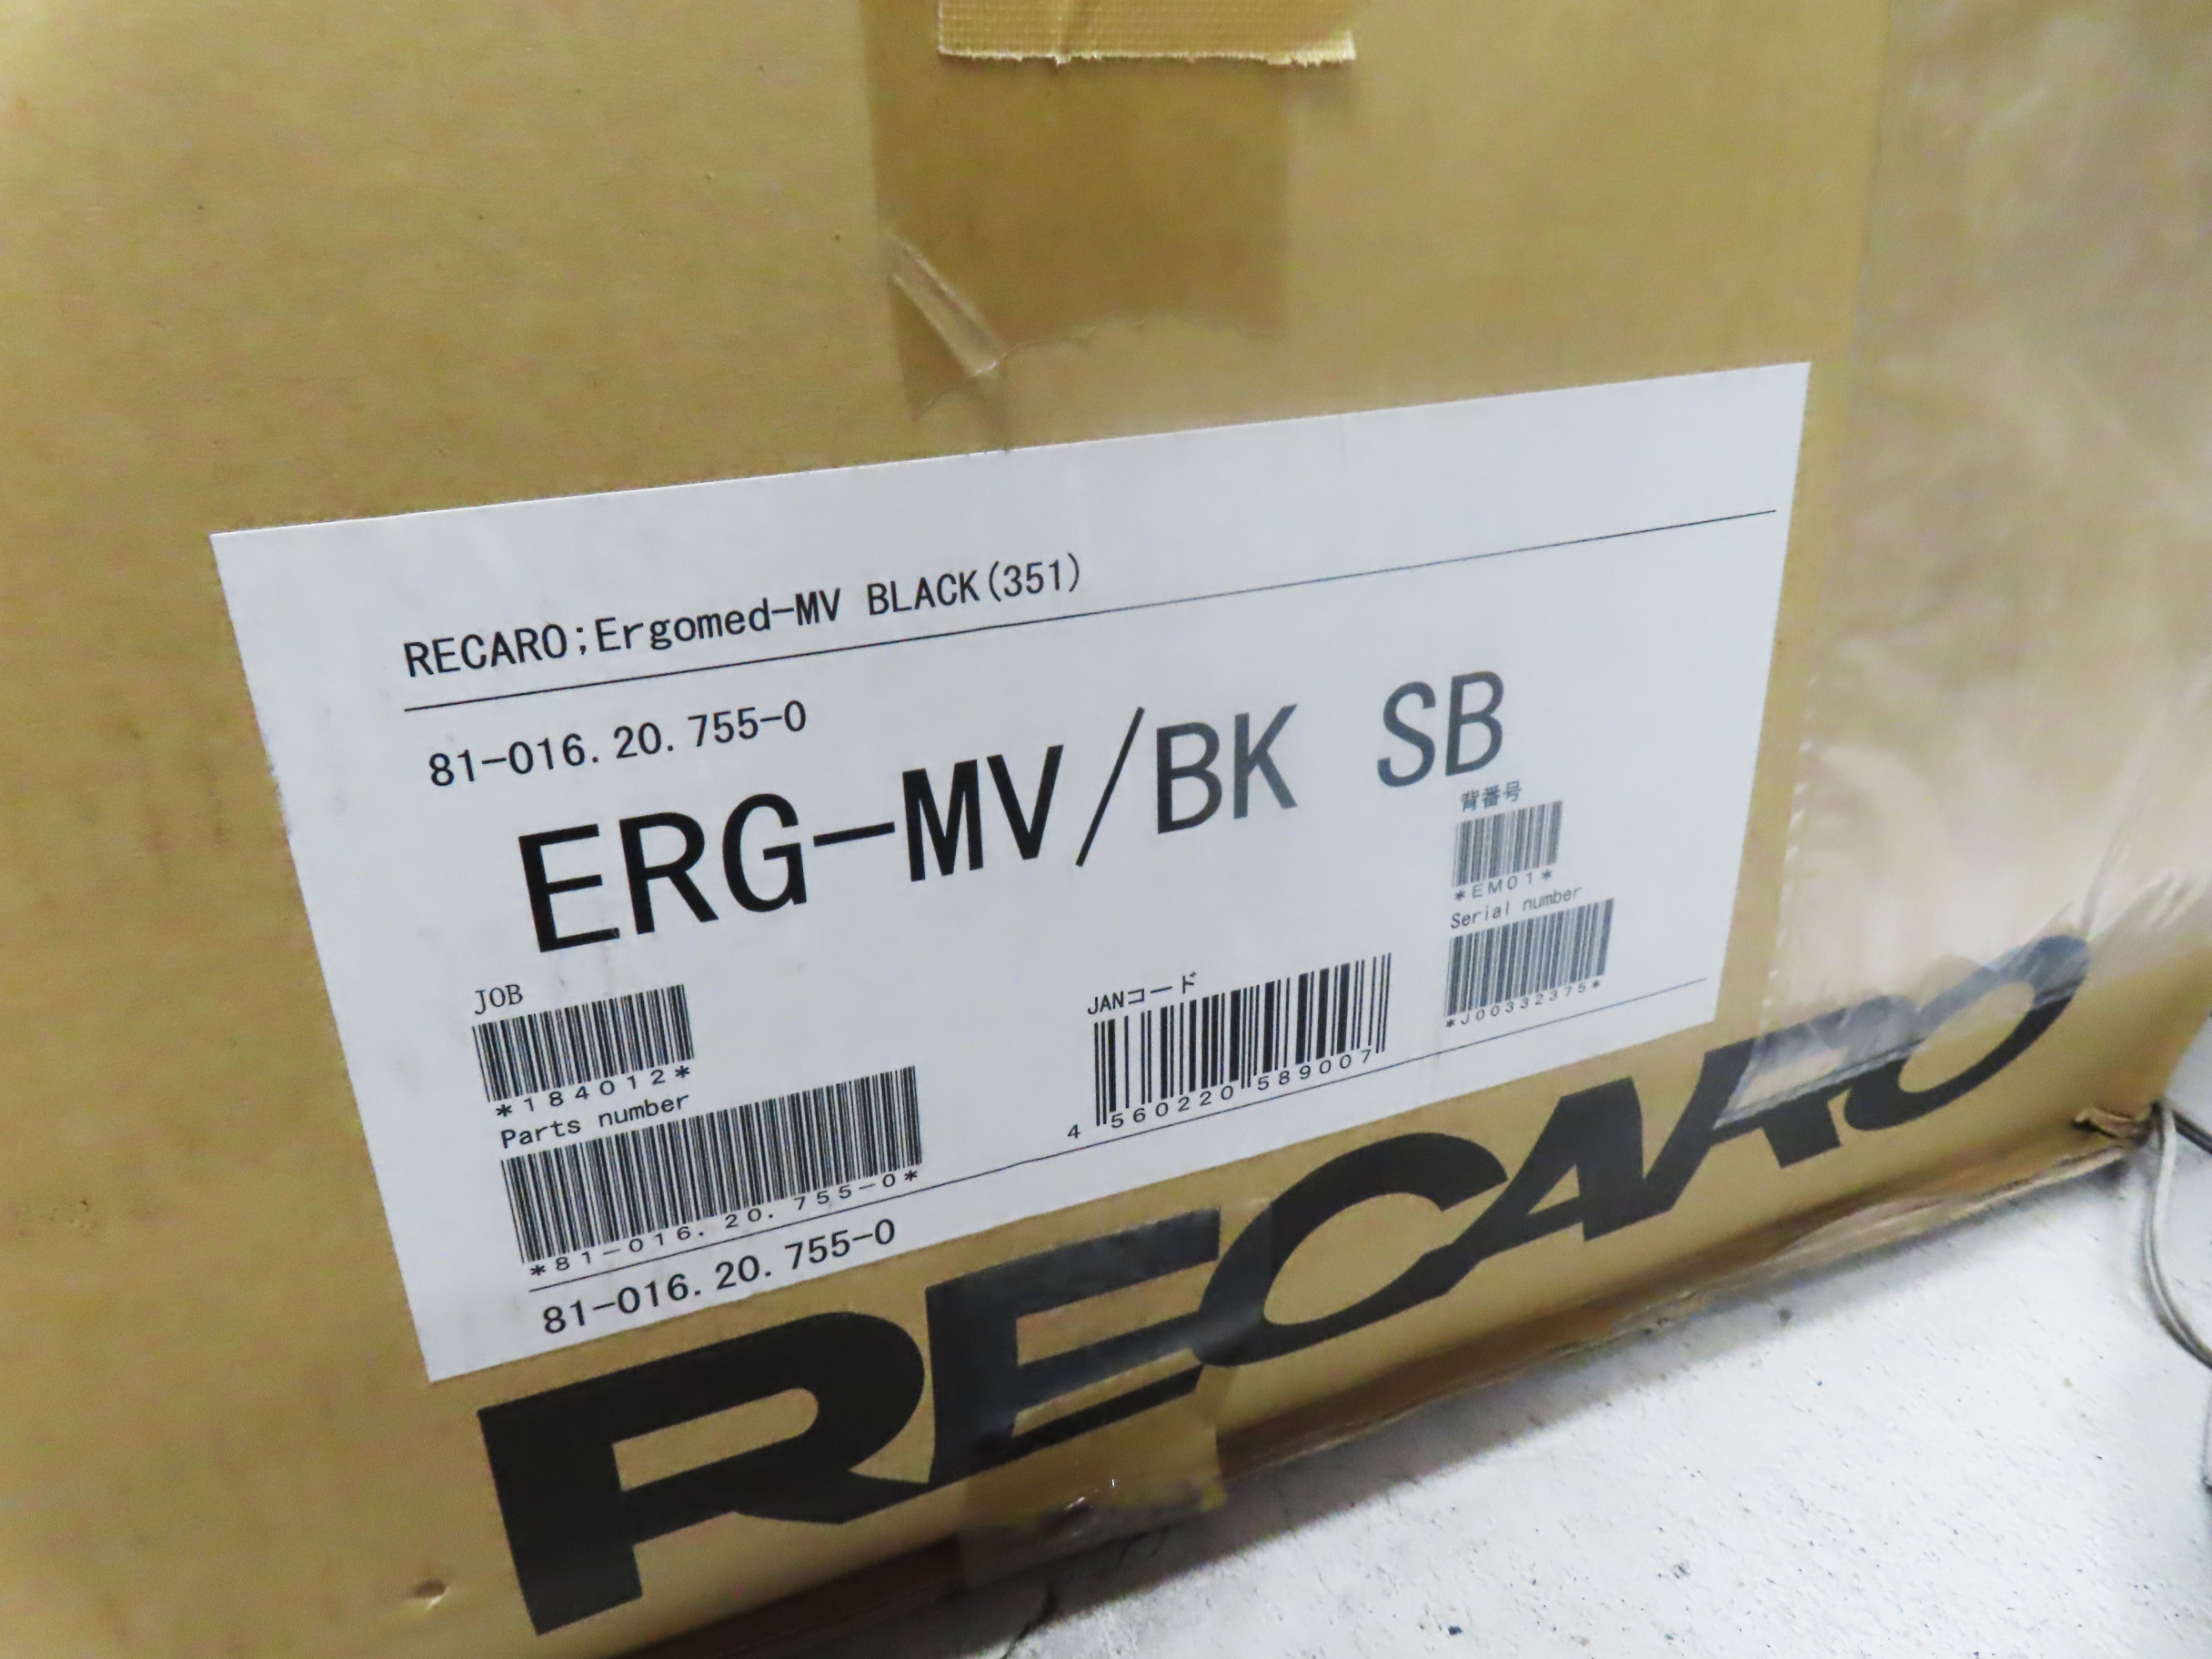 RECARO;Ergomed-MV BLACK(351)
81-016.20.755-0
ERG-MV/BK SB
背番号
*EM01*
Serial number
*J00332375*
JOB
*184012*
Parts number
*81-016.20.755-0*
JANコード
4 560220 589007
81-016.20.755-0
RECARO